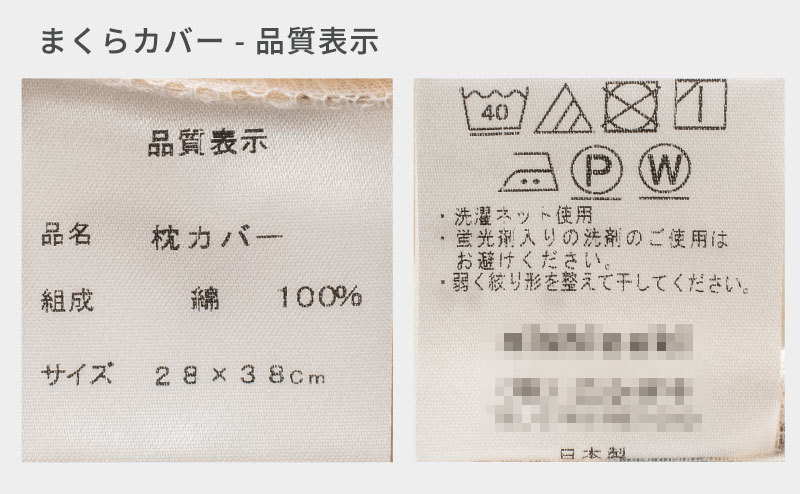 まくらカバー - 品質表示
品質表示
品名 枕カバー
組成 綿 100%
サイズ 28×38cm
40
P W
・洗濯ネット使用
・蛍光剤入りの洗剤のご使用は
お避けください。
・弱く絞り形を整えて干してください。
日本製